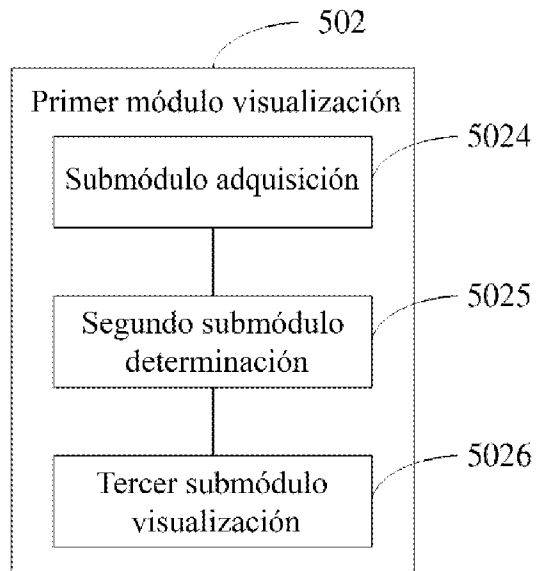 502
Primer módulo visualización
Submódulo adquisición
5024
Segundo submódulo
determinación
5025
Tercer submódulo
visualización
5026